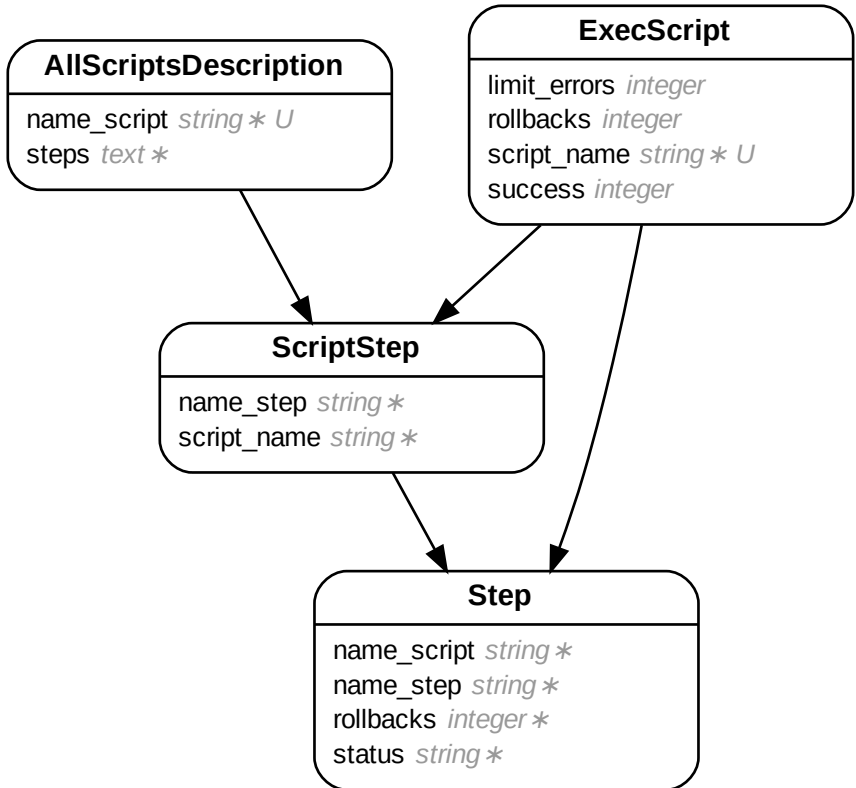 AllScriptsDescription
name_script string ∗ U
steps text ∗
ExecScript
limit_errors integer
rollbacks integer
script_name string ∗ U
success integer
ScriptStep
name_step string ∗
script_name string ∗
Step
name_script string ∗
name_step string ∗
rollbacks integer ∗
status string ∗